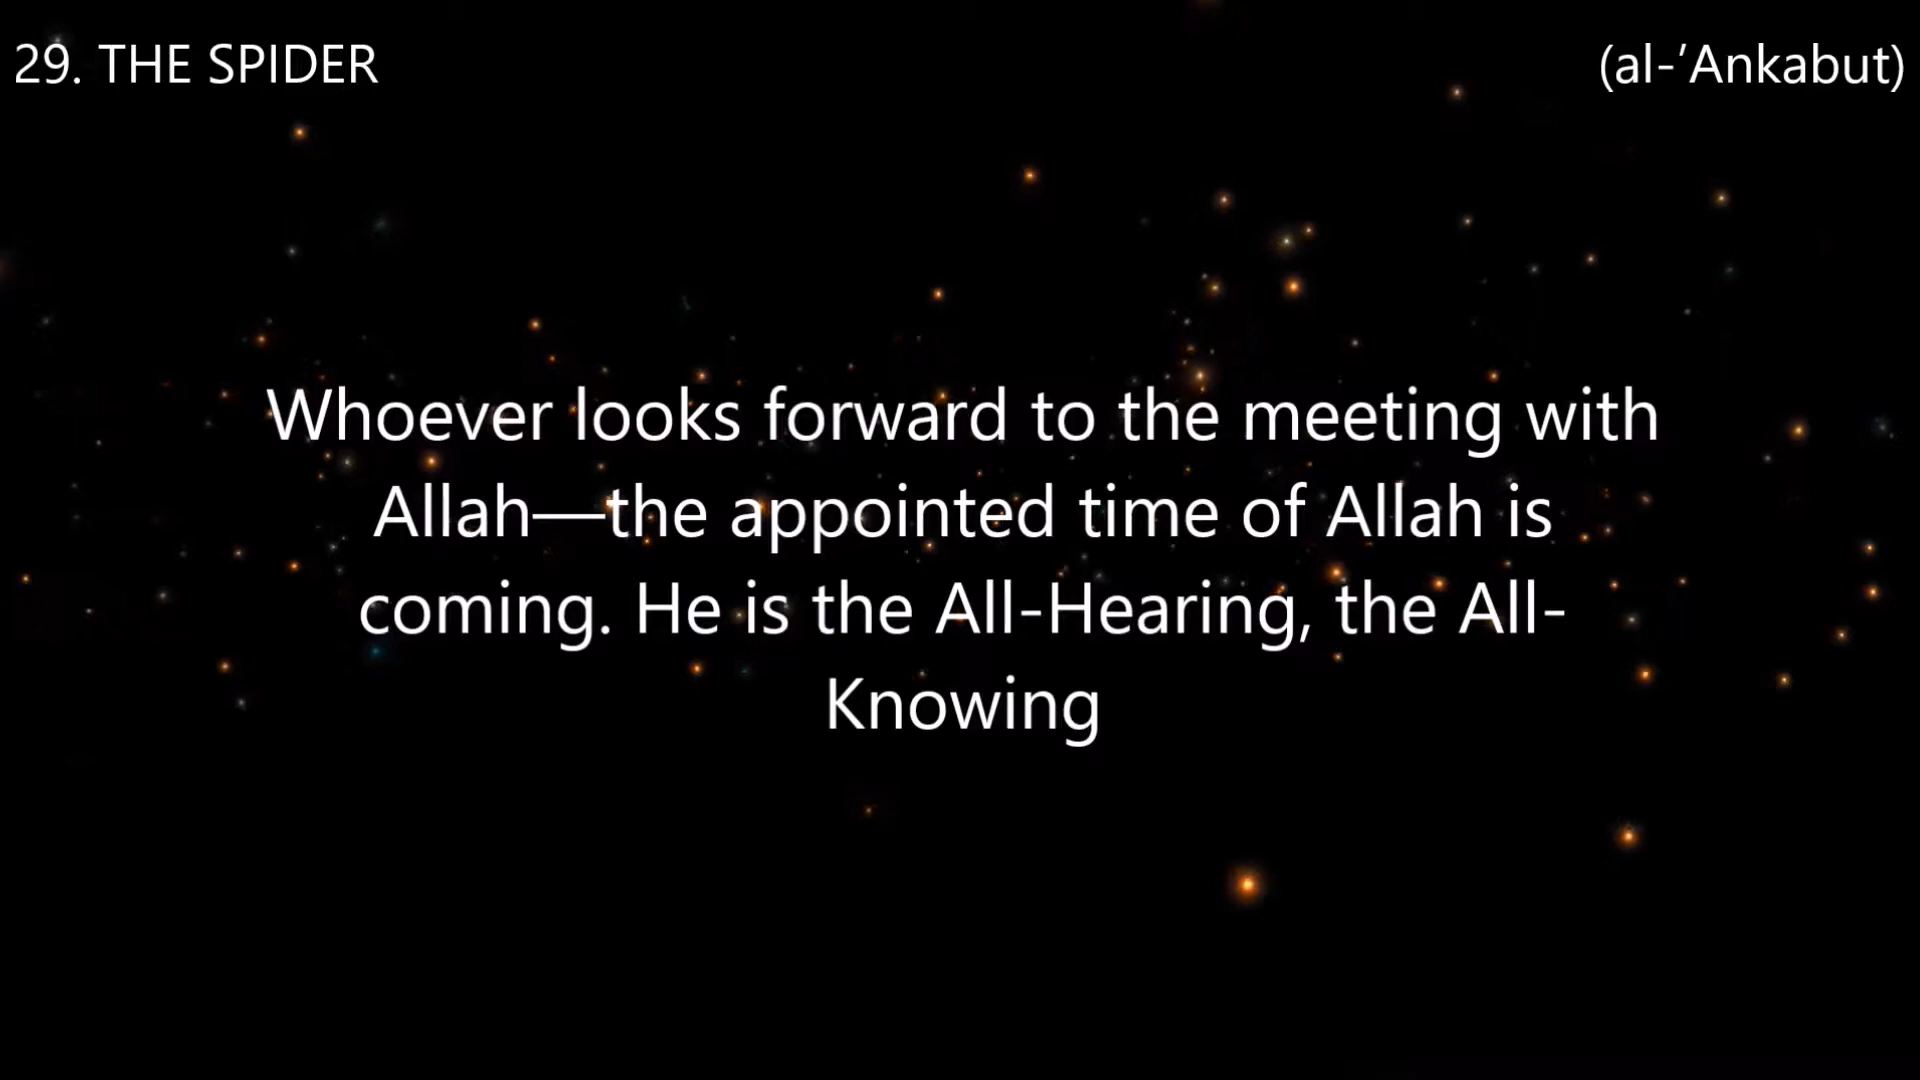 29. THE SPIDER
(al-’Ankabut)
Whoever looks forward to the meeting with
Allah—the appointed time of Allah is
coming. He is the All-Hearing, the All-
Knowing